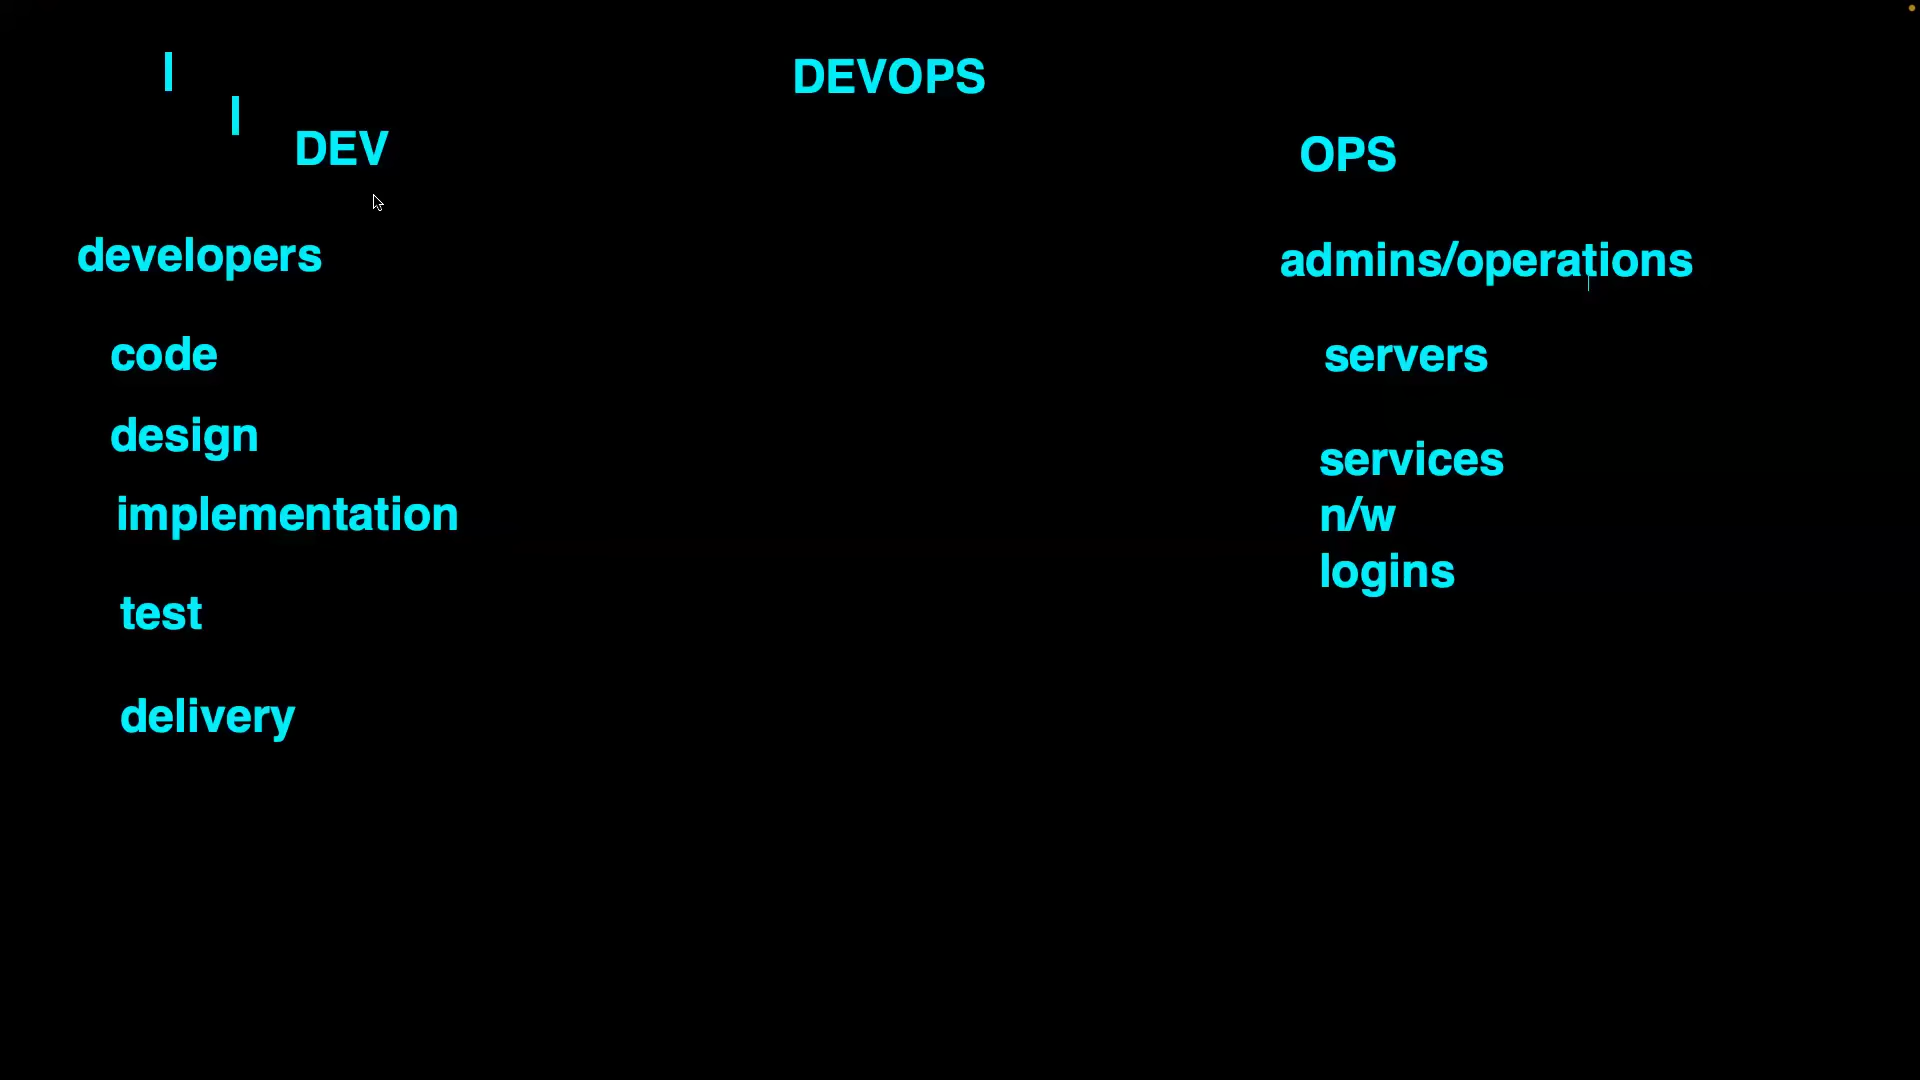 l
DEVOPS
l
DEV
OPS
developers
admins/operations
code
servers
design
services
implementation
n/w
logins
test
delivery